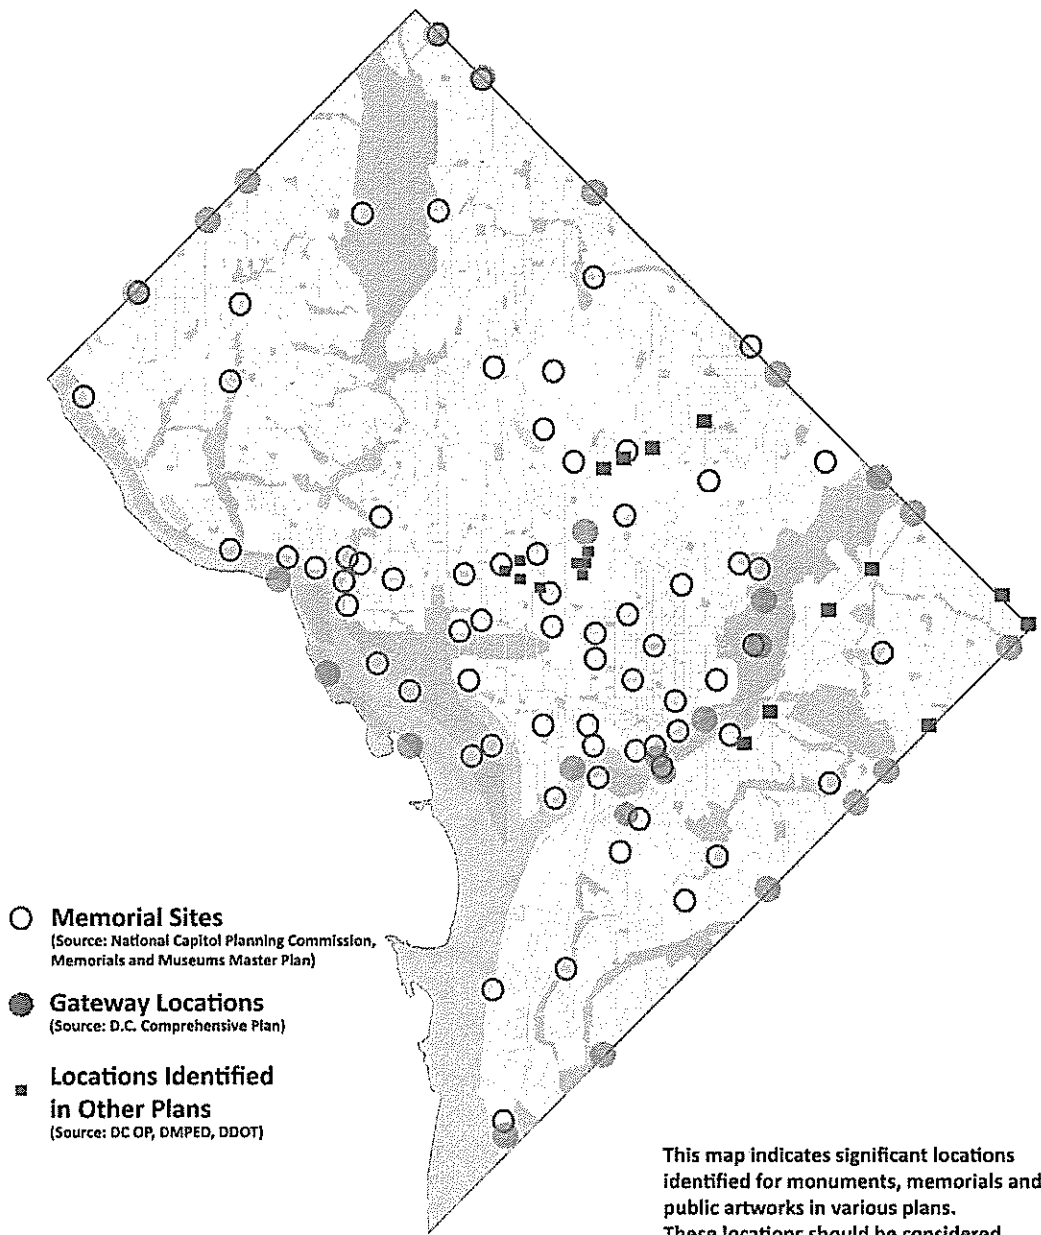 Memorial Sites
(Source: National Capitol Planning Commission,
Memorials and Museums Master Plan)
Gateway Locations
(Source: D.C. Comprehensive Plan)
Locations Identified
in Other Plans
(Source: DC OP, DMPED, DDOT)
This map indicates significant locations
identified for monuments, memorials and
public artworks in various plans.
These locations should be considered